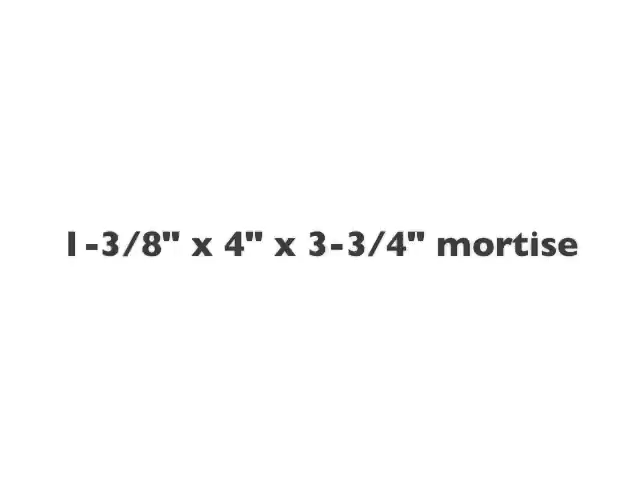 1-3/8" x 4" x 3-3/4" mortise